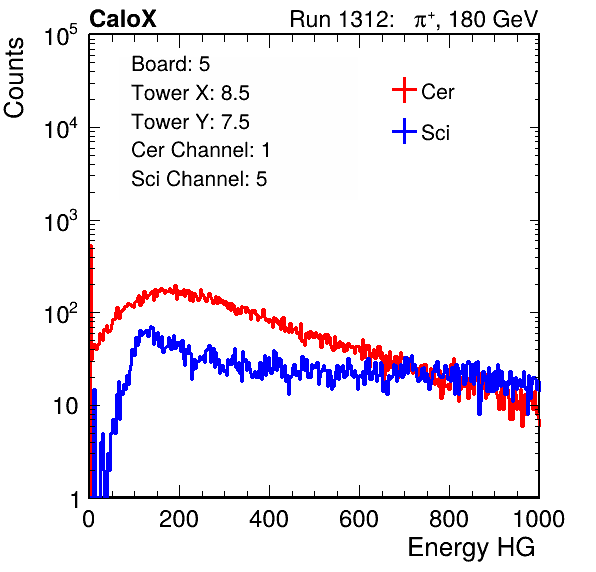 CaloX Run 1312: π⁺, 180 GeV
Counts
10⁵
10⁴
10³
10²
10
1
Board: 5
Tower X: 8.5
Tower Y: 7.5
Cer Channel: 1
Sci Channel: 5
Cer
Sci
0 200 400 600 800 1000
Energy HG